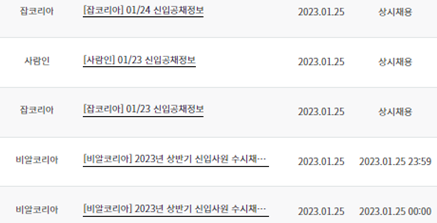 잡코리아 [잡코리아] 01/24 신입공채정보 2023.01.25 상시채용
사람인 [사람인] 01/23 신입공채정보 2023.01.25 상시채용
잡코리아 [잡코리아] 01/23 신입공채정보 2023.01.25 상시채용
비알코리아 [비알코리아] 2023년 상반기 신입사원 수시채… 2023.01.25 2023.01.25 23:59
비알코리아 [비알코리아] 2023년 상반기 신입사원 수시채… 2023.01.25 2023.01.25 00:00